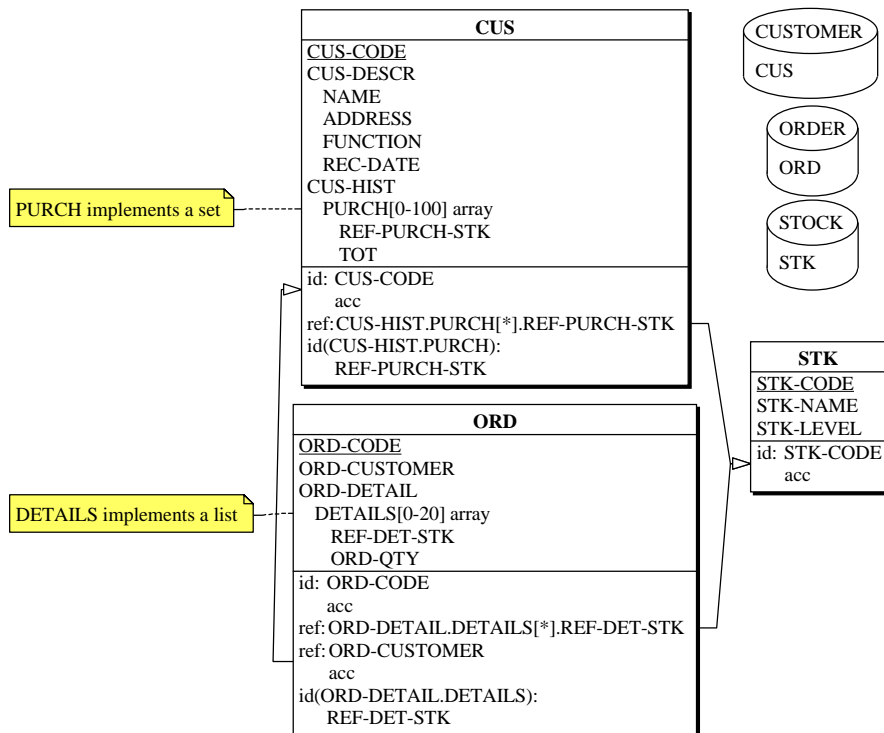 CUS
CUS-CODE
CUS-DESCR
NAME
ADDRESS
FUNCTION
REC-DATE
CUS-HIST
PURCH[0-100] array
REF-PURCH-STK
TOT
id: CUS-CODE
acc
ref:CUS-HIST.PURCH[*].REF-PURCH-STK
id(CUS-HIST.PURCH):
REF-PURCH-STK
PURCH implements a set
CUSTOMER
CUS
ORDER
ORD
STOCK
STK
STK
STK-CODE
STK-NAME
STK-LEVEL
id: STK-CODE
acc
ORD
ORD-CODE
ORD-CUSTOMER
ORD-DETAIL
DETAILS[0-20] array
REF-DET-STK
ORD-QTY
id: ORD-CODE
acc
ref:ORD-DETAIL.DETAILS[*].REF-DET-STK
ref:ORD-CUSTOMER
acc
id(ORD-DETAIL.DETAILS):
REF-DET-STK
DETAILS implements a list